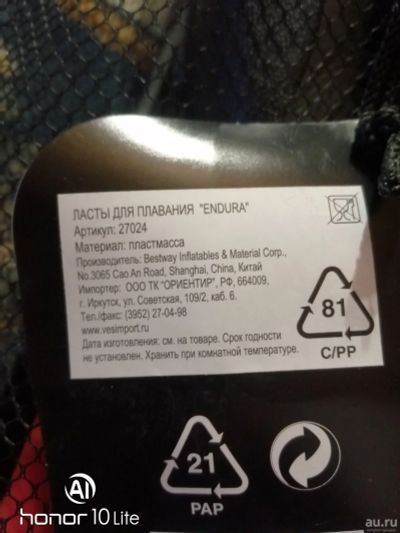 ЛАСТЫ ДЛЯ ПЛАВАНИЯ "ENDURA"
Артикул: 27024
Материал: пластмасса
Производитель: Bestway Inflatables & Material Corp.,
No.3065 Cao An Road, Shanghai, China, Китай
Импортер: ООО ТК "ОРИЕНТИР", РФ, 664009,
г. Иркутск, ул. Советская, 109/2, каб. 6.
Тел./факс: (3952) 27-04-98
www.vesimport.ru
Дата изготовления: см. на товаре. Срок годности
не установлен. Хранить при комнатной температуре.
81
C/PP
21
PAP
AI
honor 10 Lite
au.ru